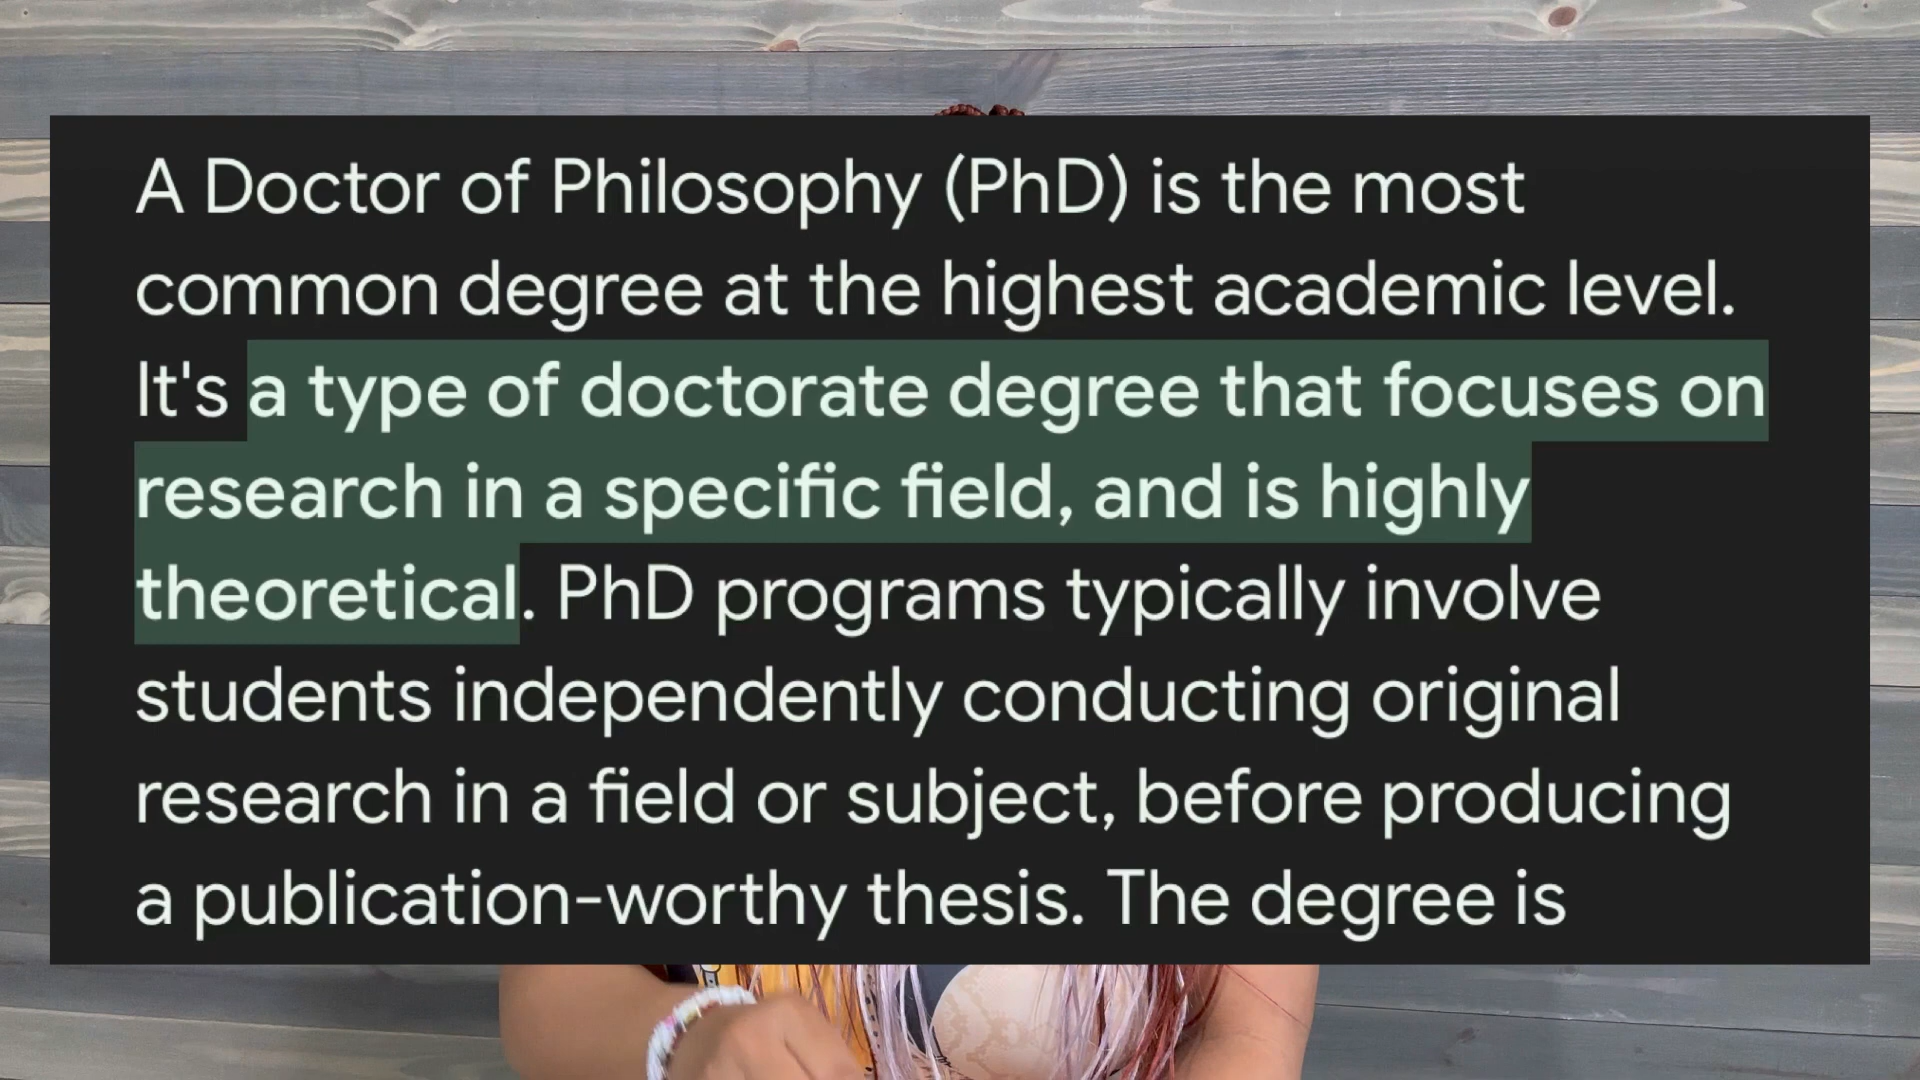 A Doctor of Philosophy (PhD) is the most
common degree at the highest academic level.
It's a type of doctorate degree that focuses on
research in a specific field, and is highly
theoretical. PhD programs typically involve
students independently conducting original
research in a field or subject, before producing
a publication-worthy thesis. The degree is